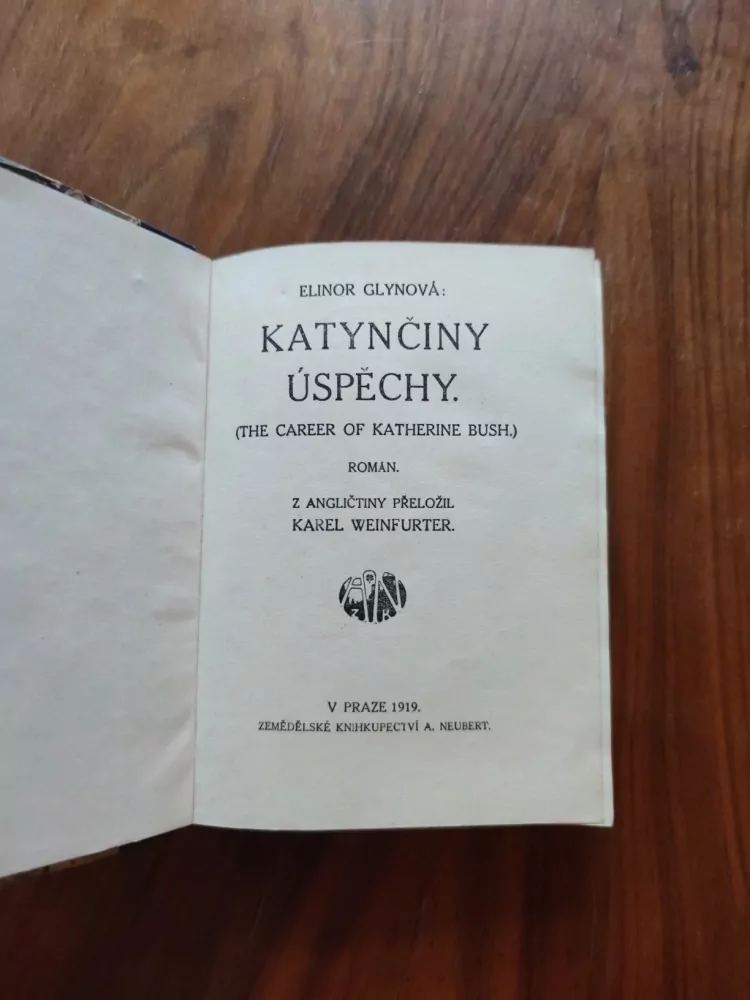 ELINOR GLYNOVÁ:
KATYNČINY
ÚSPĚCHY.
(THE CAREER OF KATHERINE BUSH.)
ROMÁN.
Z ANGLIČTINY PŘELOŽIL
KAREL WEINFURTER.
AN
Z K
V PRAZE 1919.
ZEMĚDĚLSKÉ KNIHKUPECTVÍ A. NEUBERT.